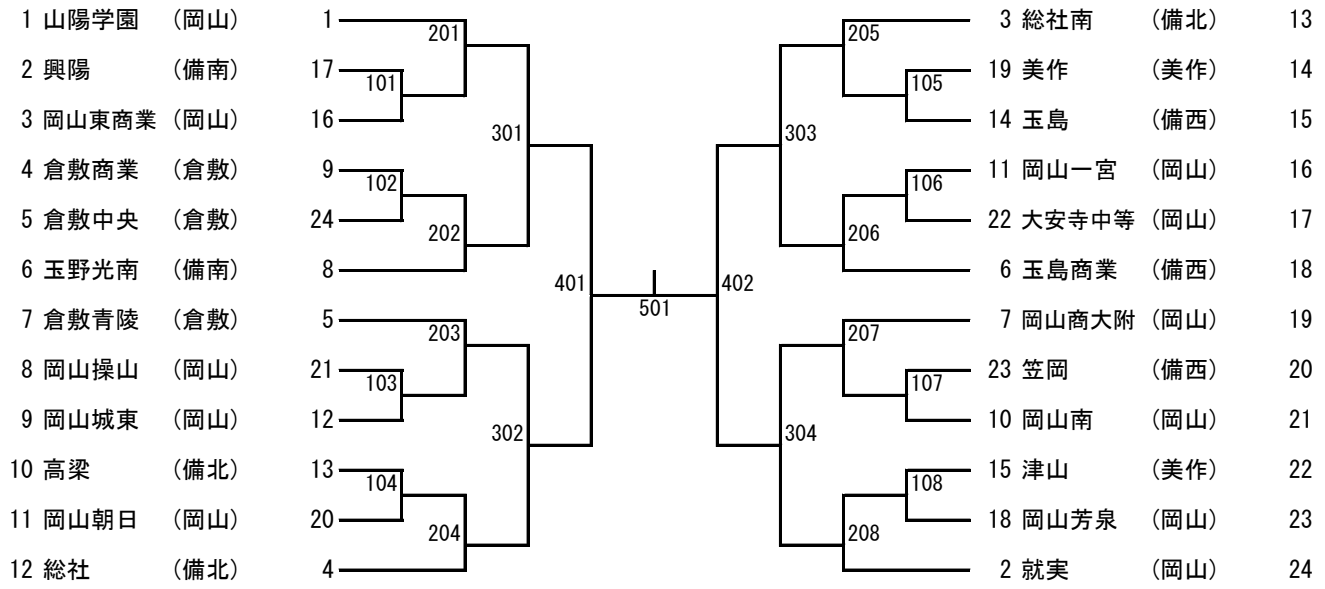 1 山陽学園 (岡山) 1 201 205 3 総社南 (備北) 13
2 興陽 (備南) 17 101 105 19 美作 (美作) 14
3 岡山東商業 (岡山) 16 14 玉島 (備西) 15
301 303
4 倉敷商業 (倉敷) 9 102 106 11 岡山一宮 (岡山) 16
5 倉敷中央 (倉敷) 24 202 206 22 大安寺中等 (岡山) 17
6 玉野光南 (備南) 8 6 玉島商業 (備西) 18
401 501 402
7 倉敷青陵 (倉敷) 5 203 207 7 岡山商大附 (岡山) 19
8 岡山操山 (岡山) 21 103 107 23 笠岡 (備西) 20
9 岡山城東 (岡山) 12 10 岡山南 (岡山) 21
302 304
10 高梁 (備北) 13 104 108 15 津山 (美作) 22
11 岡山朝日 (岡山) 20 204 208 18 岡山芳泉 (岡山) 23
12 総社 (備北) 4 2 就実 (岡山) 24